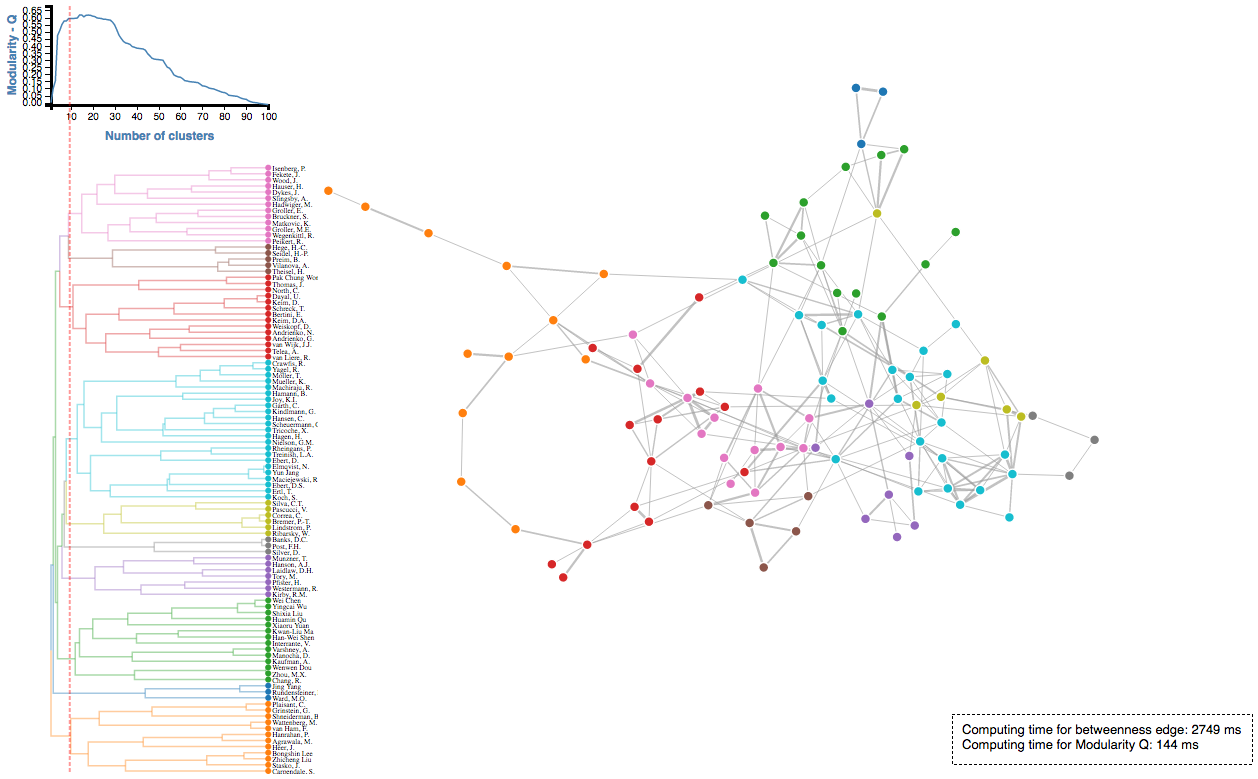 Modularity - Q
0.65
0.60
0.55
0.50
0.45
0.40
0.35
0.30
0.25
0.20
0.15
0.10
0.05
0.00
10 20 30 40 50 60 70 80 90 100
Number of clusters
Isenberg, P.
Fekete, J.
Wood, J.
Hauser, H.
Dykes, J.
Slingsby, A.
Hadwiger, M.
Groller, E.
Bruckner, S.
Matkovic, K.
Groller, M.E.
Wegenkittl, R.
Peikert, R.
Hege, H.-C.
Seidel, H.-P.
Preim, B.
Vilanova, A.
Theisel, H.
Pak Chung Wor
Thomas, J.
North, C.
Dayal, U.
Keim, D.
Schreck, T.
Bertini, E.
Keim, D.A.
Weiskopf, D.
Andrienko, N.
Andrienko, G.
van Wijk, J.J.
Telea, A.
van Liere, R.
Crawfis, R.
Yagel, R.
Möller, T.
Mueller, K.
Machiraju, R.
Hamann, B.
Joy, K.I.
Garth, C.
Kindlmann, G.
Hansen, C.
Scheuermann, G
Tricoche, X.
Hagen, H.
Nielson, G.M.
Rheingans, P.
Treinish, L.A.
Ebert, D.
Elmqvist, N.
Yun Jang
Maciejewski, R
Ebert, D.S.
Ertl, T.
Koch, S.
Silva, C.T.
Pascucci, V.
Correa, C.
Bremer, P.-T.
Lindstrom, P.
Ribarsky, W.
Banks, D.C.
Post, F.H.
Silver, D.
Munzner, T.
Hanson, A.J.
Laidlaw, D.H.
Tory, M.
Pfister, H.
Westermann, R.
Kirby, R.M.
Wei Chen
Yingcai Wu
Shixia Liu
Huamin Qu
Xiaoru Yuan
Kwan-Liu Ma
Han-Wei Shen
Interrante, V.
Varshney, A.
Manocha, D.
Kaufman, A.
Wenwen Dou
Zhou, M.X.
Chang, R.
Jing Yang
Rundensteiner,
Ward, M.O.
Plaisant, C.
Grinstein, G.
Shneiderman, B
Wattenberg, M.
van Ham, F.
Hanrahan, P.
Agrawala, M.
Heer, J.
Bongshin Lee
Zhicheng Liu
Stasko, J.
Carpendale, S.
Computing time for betweenness edge: 2749 ms
Computing time for Modularity Q: 144 ms